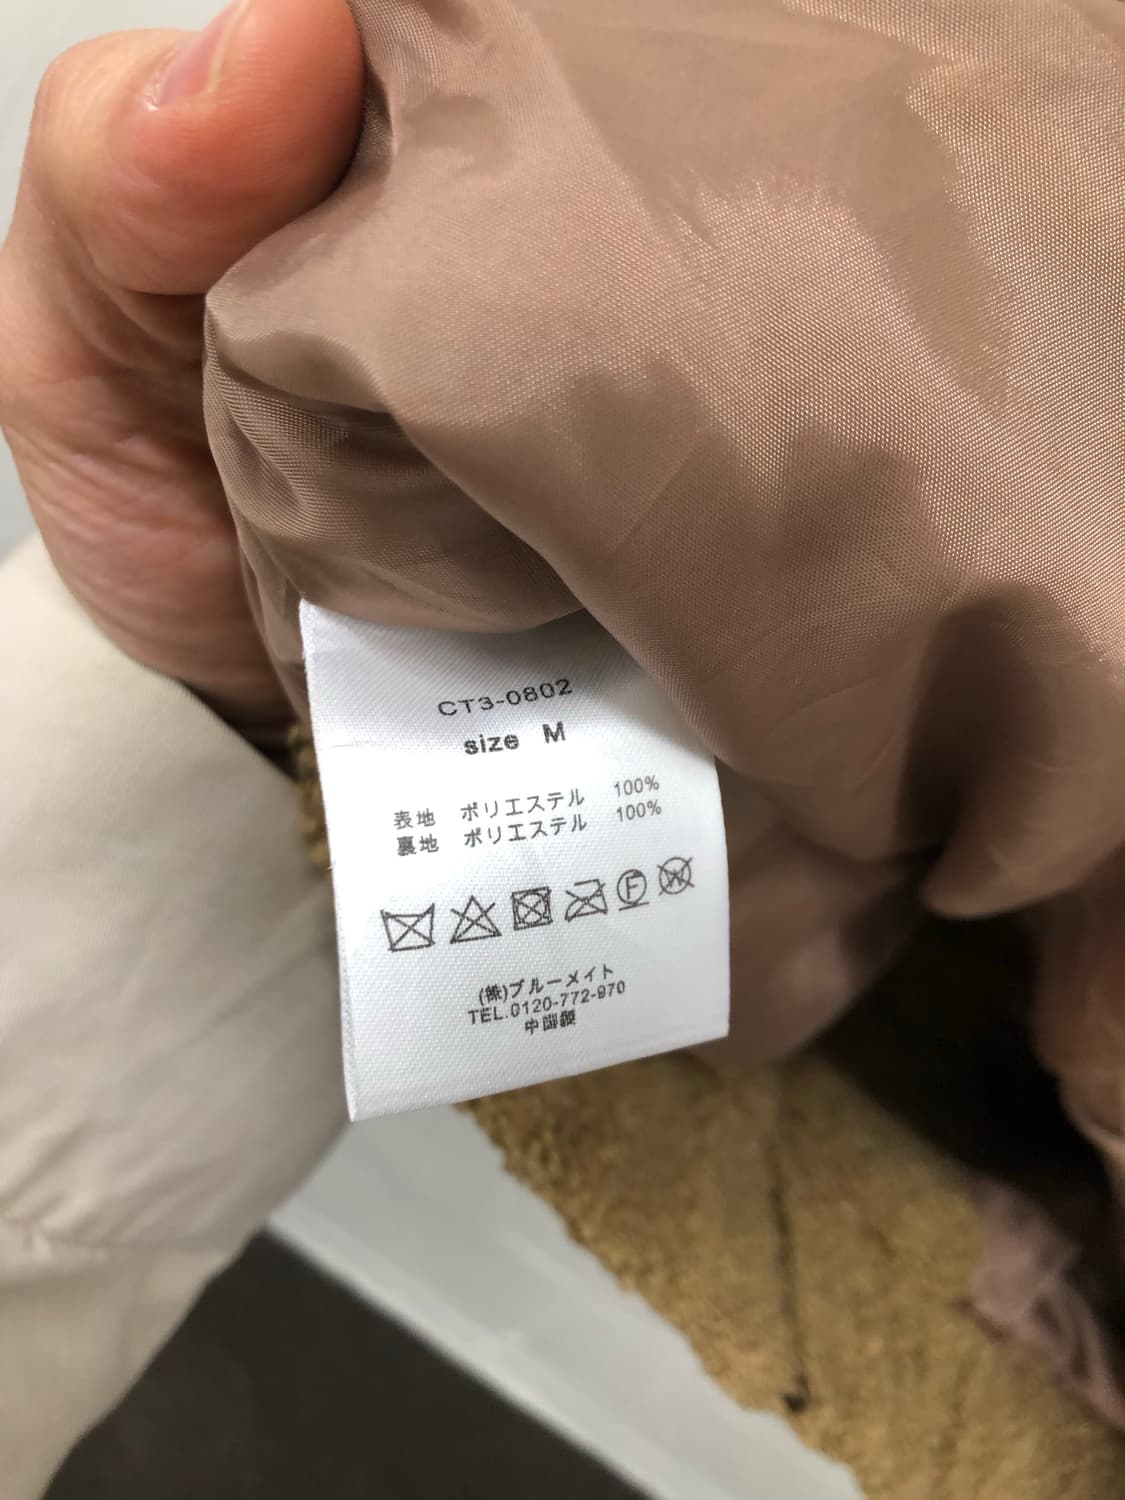 CT3-0802
size M
表地 ポリエステル 100%
裏地 ポリエステル 100%
F W
(株)ブルーメイト
TEL.0120-772-970
中国製